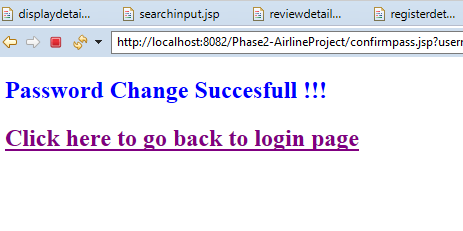 displaydetai... searchinput.jsp reviewdetail... registerdet...
http://localhost:8082/Phase2-AirlineProject/confirmpass.jsp?user
Password Change Succesfull !!!
Click here to go back to login page